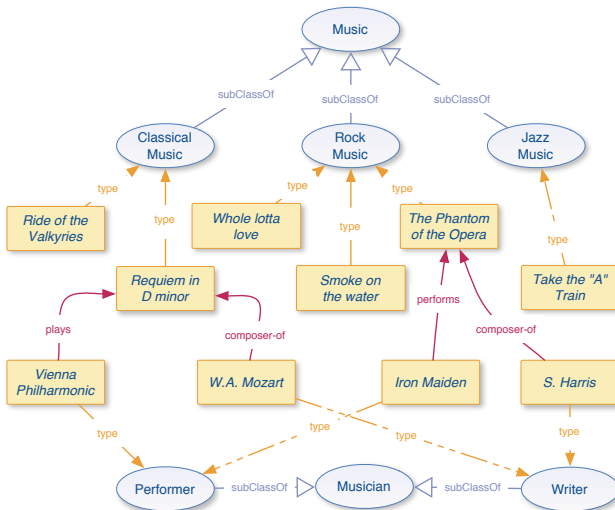 Music
subClassOf
subClassOf
subClassOf
Classical
Music
Rock
Music
Jazz
Music
type
type
type
type
type
type
Ride of the
Valkyries
Whole lotta
love
The Phantom
of the Opera
Requiem in
D minor
Smoke on
the water
Take the "A"
Train
plays
composer-of
performs
composer-of
Vienna
Philharmonic
W.A. Mozart
Iron Maiden
S. Harris
type
type
type
type
Performer
subClassOf
Musician
subClassOf
Writer